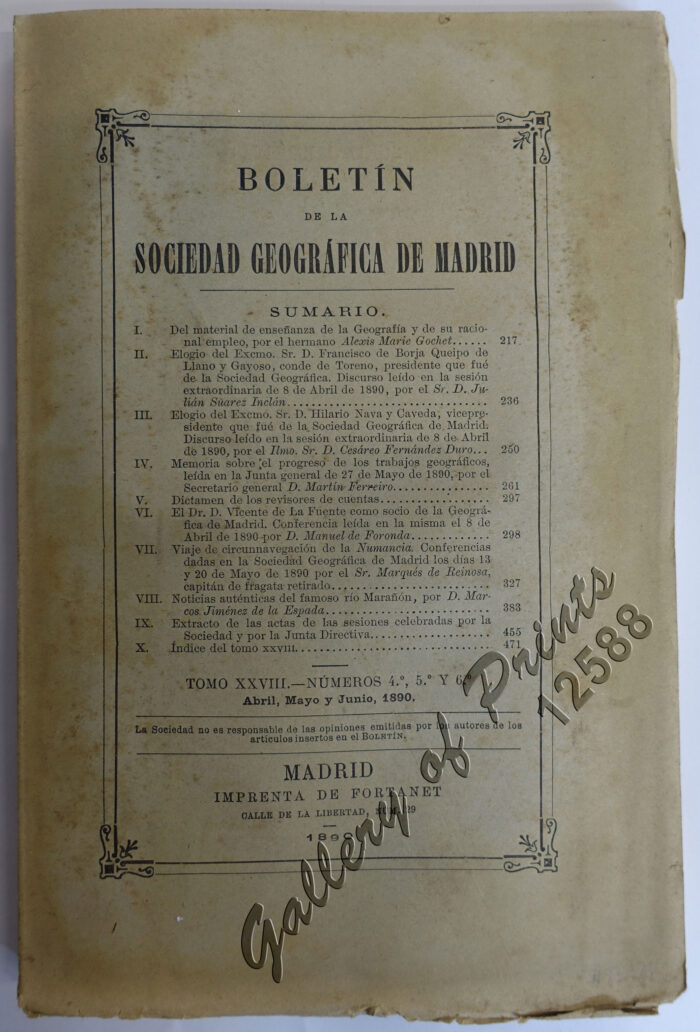 BOLETÍN
DE LA
SOCIEDAD GEOGRÁFICA DE MADRID
SUMARIO.
I. Del material de enseñanza de la Geografía y de su racio-
nal empleo, por el hermano Alexis Marie Gochet...... 217
II. Elogio del Excmo. Sr. D. Francisco de Borja Queipo de
Llano y Gayoso, conde de Toreno, presidente que fué
de la Sociedad Geográfica. Discurso leído en la sesión
extraordinaria de 8 de Abril de 1890, por el Sr. D. Ju-
lián Súarez Inclán.................................... 236
III. Elogio del Excmo. Sr. D. Hilario Nava y Caveda, vicepre-
sidente que fué de la Sociedad Geográfica de Madrid.
Discurso leído en la sesión extraordinaria de 8 de Abril
de 1890, por el Ilmo. Sr. D. Cesáreo Fernández Duro... 250
IV. Memoria sobre el progreso de los trabajos geográficos,
leída en la Junta general de 27 de Mayo de 1890, por el
Secretario general D. Martín Ferreiro................ 261
V. Dictamen de los revisores de cuentas................... 297
VI. El Dr. D. Vicente de La Fuente como socio de la Geográ-
fica de Madrid. Conferencia leída en la misma el 8 de
Abril de 1890 por D. Manuel de Foronda.............. 298
VII. Viaje de circunnavegación de la Numancia. Conferencias
dadas en la Sociedad Geográfica de Madrid los días 13
y 20 de Mayo de 1890 por el Sr. Marqués de Reinosa,
capitán de fragata retirado............................ 327
VIII. Noticias auténticas del famoso río Marañón, por D. Mar-
cos Jiménez de la Espada............................. 383
IX. Extracto de las actas de las sesiones celebradas por la
Sociedad y por la Junta Directiva..................... 455
X. Índice del tomo XXVIII................................. 471
TOMO XXVIII.—NÚMEROS 4.º, 5.º Y 6.º
Abril, Mayo y Junio, 1890.
La Sociedad no es responsable de las opiniones emitidas por los autores de los
artículos insertos en el BOLETÍN.
MADRID
IMPRENTA DE FORTANET
CALLE DE LA LIBERTAD, NÚM. 29
1890
Gallery of Prints
12588